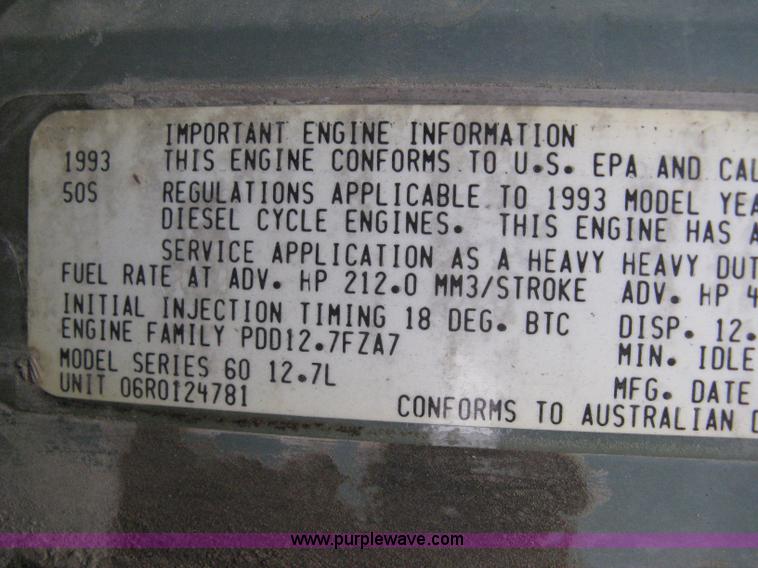 IMPORTANT ENGINE INFORMATION
1993 THIS ENGINE CONFORMS TO U.S. EPA AND CAL
50S REGULATIONS APPLICABLE TO 1993 MODEL YEA
DIESEL CYCLE ENGINES. THIS ENGINE HAS A
SERVICE APPLICATION AS A HEAVY HEAVY DUT
FUEL RATE AT ADV. HP 212.0 MM3/STROKE ADV. HP 4
INITIAL INJECTION TIMING 18 DEG. BTC DISP. 12.
ENGINE FAMILY PDD12.7FZA7 MIN. IDLE
MODEL SERIES 60 12.7L MFG. DATE
UNIT 06R0124781 CONFORMS TO AUSTRALIAN D
www.purplewave.com